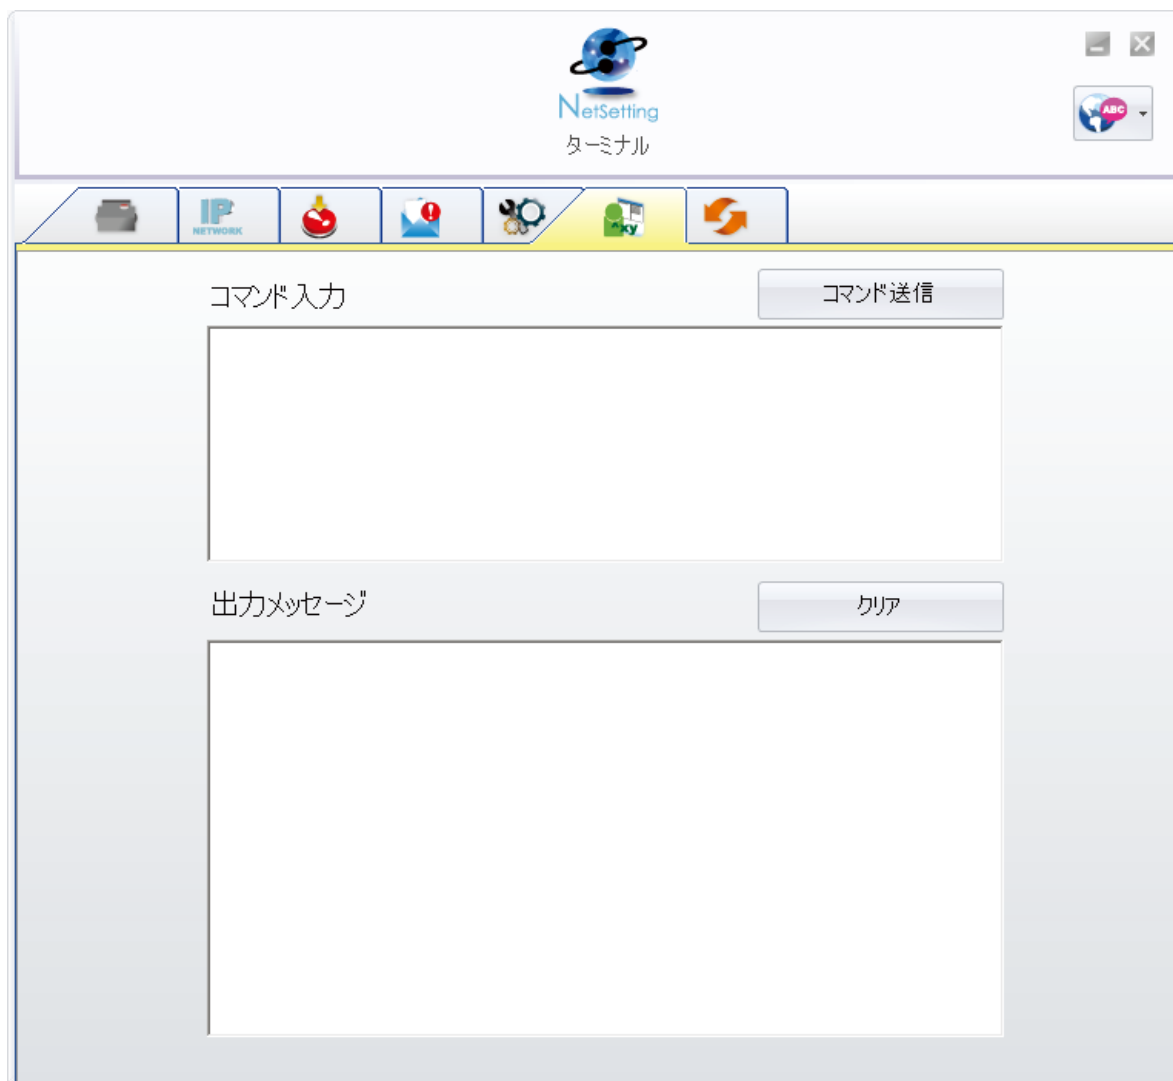 NetSetting
ターミナル
ABC
IP
NETWORK
^xy
コマンド入力
コマンド送信
出力メッセージ
クリア